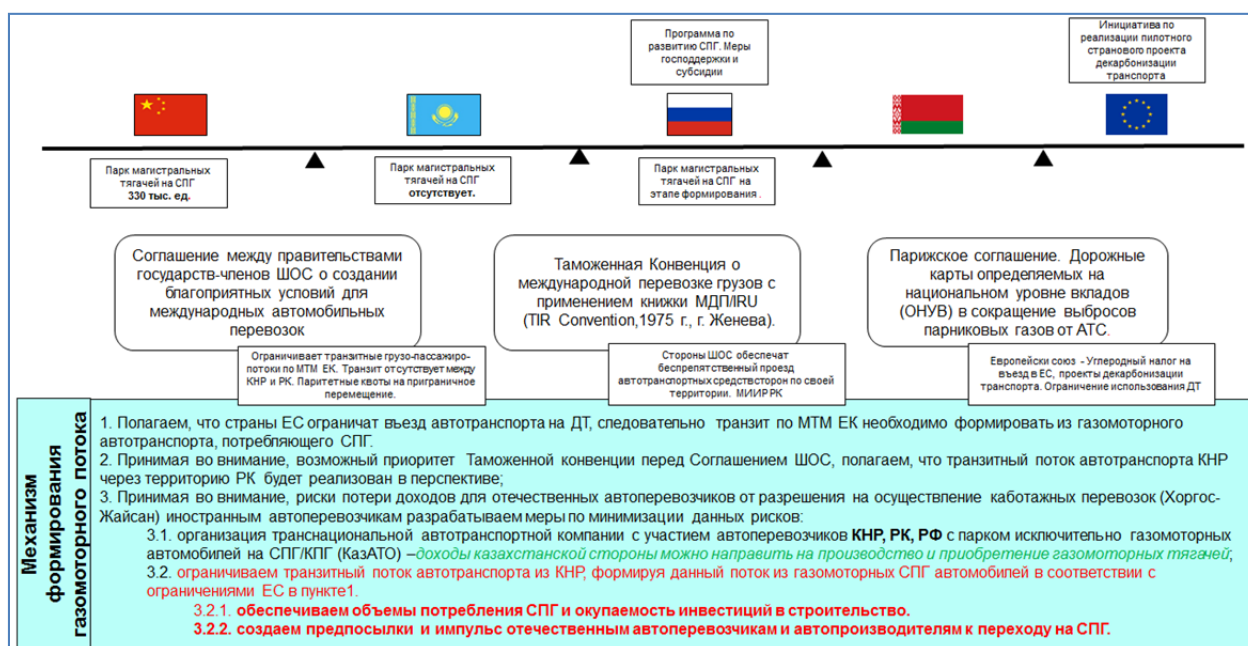 Программа по
развитию СПГ. Меры
господдержки и
субсидии
Инициатива по
реализации пилотного
странового проекта
декарбонизации
транспорта
Парк магистральных
тягачей на СПГ
330 тыс. ед.
Парк магистральных
тягачей на СПГ
отсутствует.
Парк магистральных
тягачей на СПГ на
этапе формирования .
Соглашение между правительствами
государств-членов ШОС о создании
благоприятных условий для
международных автомобильных
перевозок
Ограничивает транзитные грузо-пассажиро-
потоки по МТМ ЕК. Транзит отсутствует между
КНР и РК. Паритетные квоты на приграничное
перемещение.
Таможенная Конвенция о
международной перевозке грузов с
применением книжки МДП/IRU
(TIR Convention,1975 г., г. Женева).
Стороны ШОС обеспечат
беспрепятственный проезд
автотранспортных средствсторон по своей
территории. МИИР РК
Парижское соглашение. Дорожные
карты определяемых на
национальном уровне вкладов
(ОНУВ) в сокращение выбросов
парниковых газов от АТС.
Европейски союз - Углеродный налог на
въезд в ЕС, проекты декарбонизации
транспорта. Ограничение использования ДТ
Механизм
формирования
газомоторного потока
1. Полагаем, что страны ЕС ограничат въезд автотранспорта на ДТ, следовательно транзит по МТМ ЕК необходимо формировать из газомоторного
автотранспорта, потребляющего СПГ.
2. Принимая во внимание, возможный приоритет Таможенной конвенции перед Соглашением ШОС, полагаем, что транзитный поток автотранспорта КНР
через территорию РК будет реализован в перспективе;
3. Принимая во внимание, риски потери доходов для отечественных автоперевозчиков от разрешения на осуществление каботажных перевозок (Хоргос-
Жайсан) иностранным автоперевозчикам разрабатываем меры по минимизации данных рисков:
3.1. организация транснациональной автотранспортной компании с участием автоперевозчиков КНР, РК, РФ с парком исключительно газомоторных
автомобилей на СПГ/КПГ (КазАТО) –доходы казахстанской стороны можно направить на производство и приобретение газомоторных тягачей;
3.2. ограничиваем транзитный поток автотранспорта из КНР, формируя данный поток из газомоторных СПГ автомобилей в соответствии с
ограничениями ЕС в пункте1.
3.2.1. обеспечиваем объемы потребления СПГ и окупаемость инвестиций в строительство.
3.2.2. создаем предпосылки и импульс отечественным автоперевозчикам и автопроизводителям к переходу на СПГ.